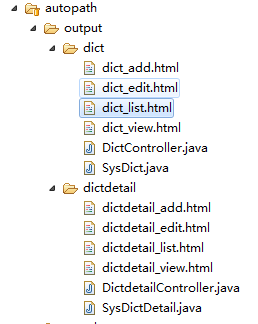 autopath
output
dict
dict_add.html
dict_edit.html
dict_list.html
dict_view.html
DictController.java
SysDict.java
dictdetail
dictdetail_add.html
dictdetail_edit.html
dictdetail_list.html
dictdetail_view.html
DictdetailController.java
SysDictDetail.java